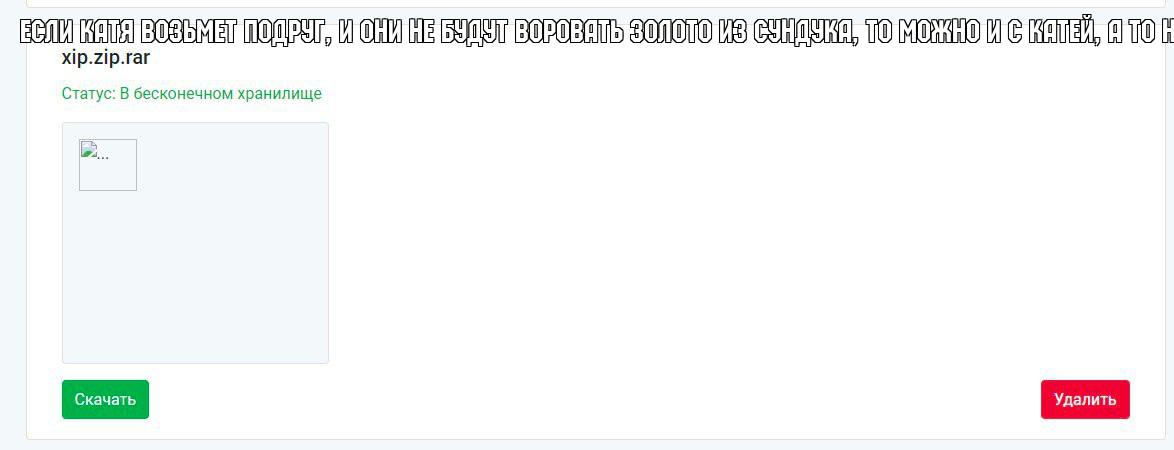 ЕСЛИ КАТЯ ВОЗЬМЕТ ПОДРУГ, И ОНИ НЕ БУДУТ ВОРОВАТЬ ЗОЛОТО ИЗ СУНДУКА, ТО МОЖНО И С КАТЕЙ, А ТО Н
xip.zip.rar
Статус: В бесконечном хранилище
...
Скачать
Удалить